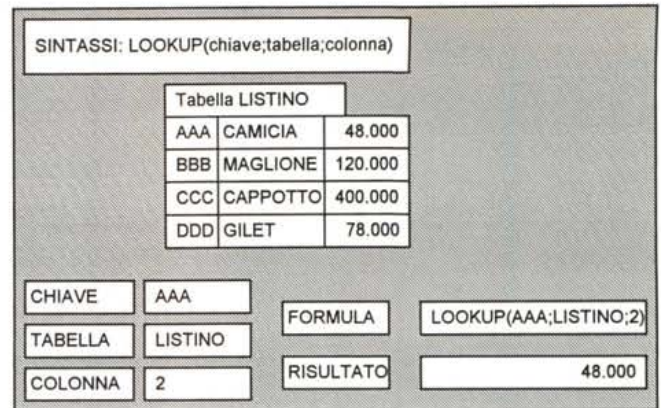 SINTASSI: LOOKUP(chiave;tabella;colonna)
Tabella LISTINO
AAA CAMICIA 48.000
BBB MAGLIONE 120.000
CCC CAPPOTTO 400.000
DDD GILET 78.000
CHIAVE AAA
TABELLA LISTINO
COLONNA 2
FORMULA LOOKUP(AAA;LISTINO;2)
RISULTATO 48.000